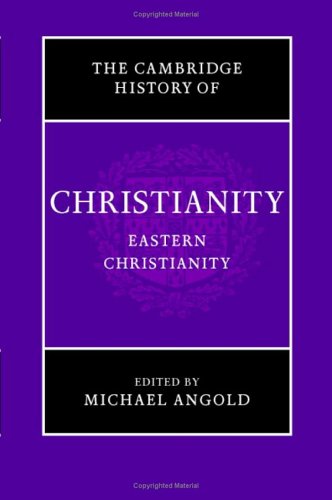 THE CAMBRIDGE
HISTORY OF
CHRISTIANITY
EASTERN
CHRISTIANITY
EDITED BY
MICHAEL ANGOLD